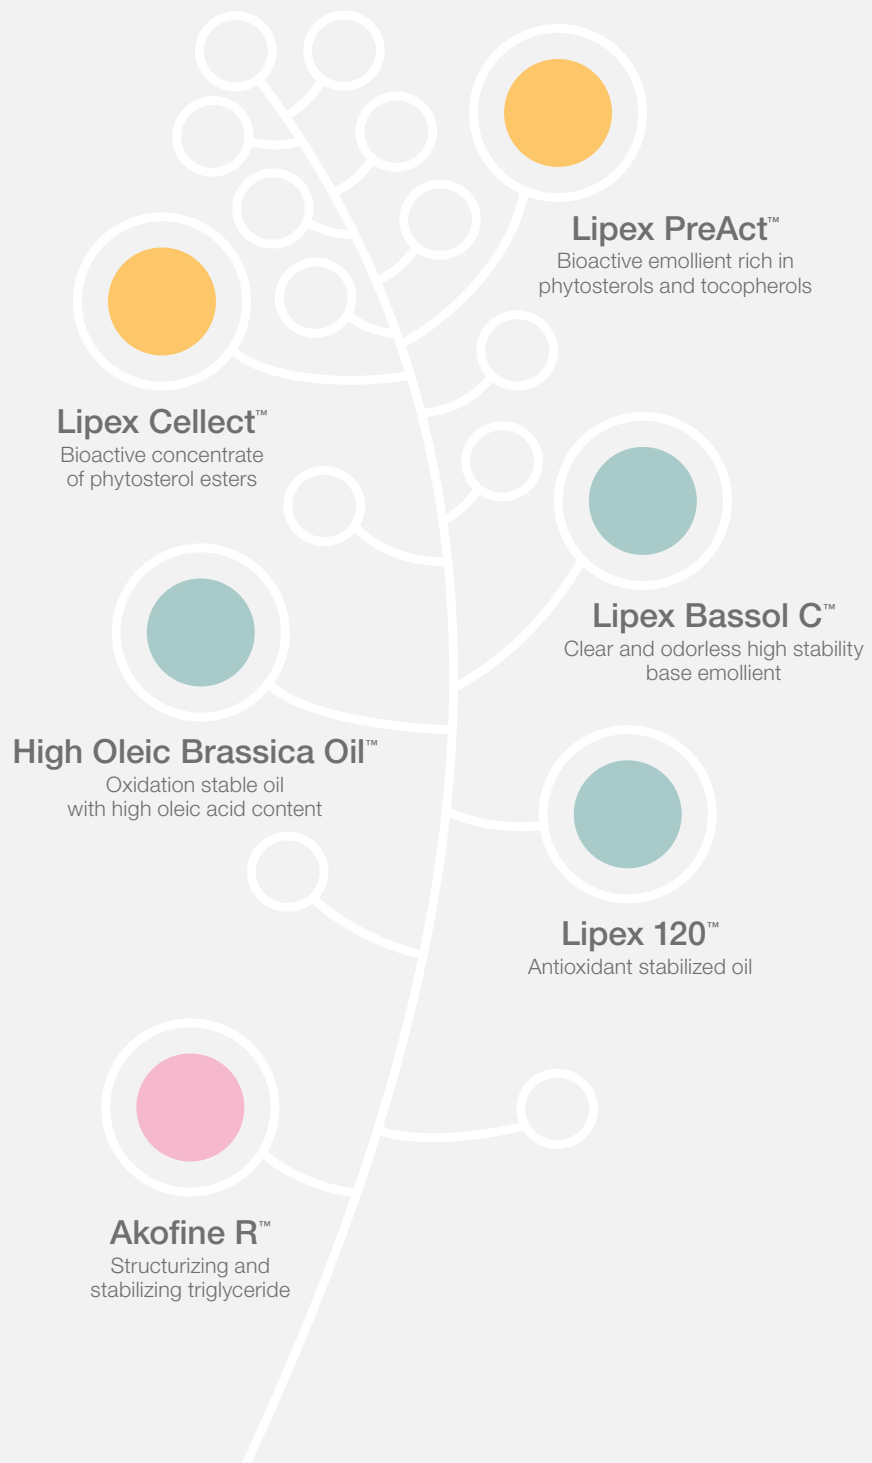 Lipex PreAct™
Bioactive emollient rich in
phytosterols and tocopherols
Lipex Cellect™
Bioactive concentrate
of phytosterol esters
Lipex Bassol C™
Clear and odorless high stability
base emollient
High Oleic Brassica Oil™
Oxidation stable oil
with high oleic acid content
Lipex 120™
Antioxidant stabilized oil
Akofine R™
Structurizing and
stabilizing triglyceride